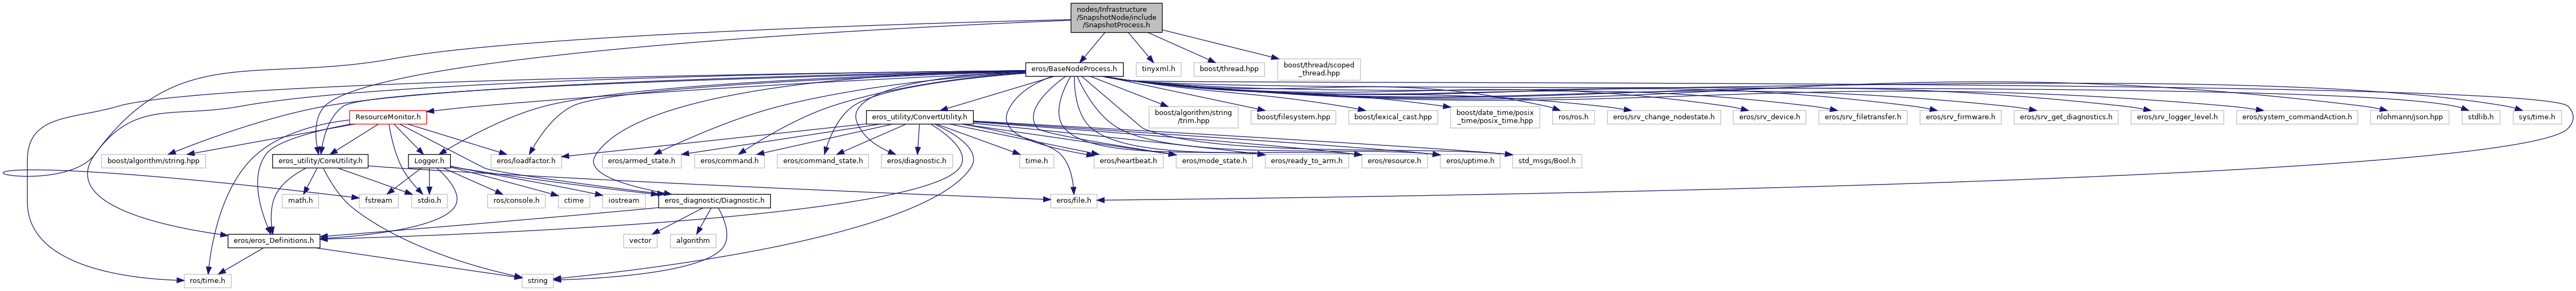 nodes/Infrastructure
/SnapshotNode/include
/SnapshotProcess.h
eros/BaseNodeProcess.h
tinyxml.h
boost/thread.hpp
boost/thread/scoped
_thread.hpp
ResourceMonitor.h
eros_utility/ConvertUtility.h
boost/algorithm/string
/trim.hpp
boost/filesystem.hpp
boost/lexical_cast.hpp
boost/date_time/posix
_time/posix_time.hpp
ros/ros.h
eros/srv_change_nodestate.h
eros/srv_device.h
eros/srv_filetransfer.h
eros/srv_firmware.h
eros/srv_get_diagnostics.h
eros/srv_logger_level.h
eros/system_commandAction.h
nlohmann/json.hpp
stdlib.h
sys/time.h
boost/algorithm/string.hpp
eros_utility/CoreUtility.h
Logger.h
eros/loadfactor.h
eros/armed_state.h
eros/command.h
eros/command_state.h
eros/diagnostic.h
time.h
eros/heartbeat.h
eros/mode_state.h
eros/ready_to_arm.h
eros/resource.h
eros/uptime.h
std_msgs/Bool.h
math.h
fstream
stdio.h
ros/console.h
ctime
iostream
eros_diagnostic/Diagnostic.h
eros/file.h
eros/eros_Definitions.h
vector
algorithm
ros/time.h
string